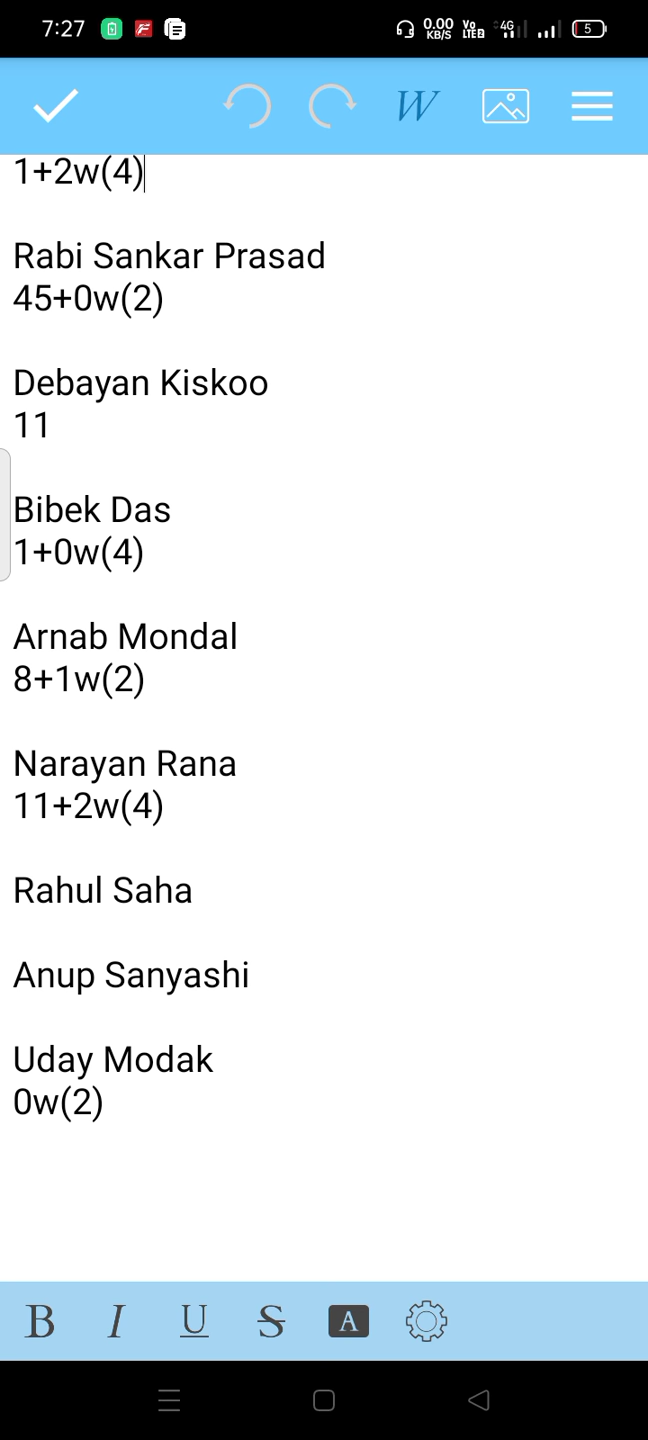 7:27
0.00
KB/S
Vo
LTE2
4G
5
W
1+2w(4)
Rabi Sankar Prasad
45+0w(2)
Debayan Kiskoo
11
Bibek Das
1+0w(4)
Arnab Mondal
8+1w(2)
Narayan Rana
11+2w(4)
Rahul Saha
Anup Sanyashi
Uday Modak
0w(2)
B I U S A